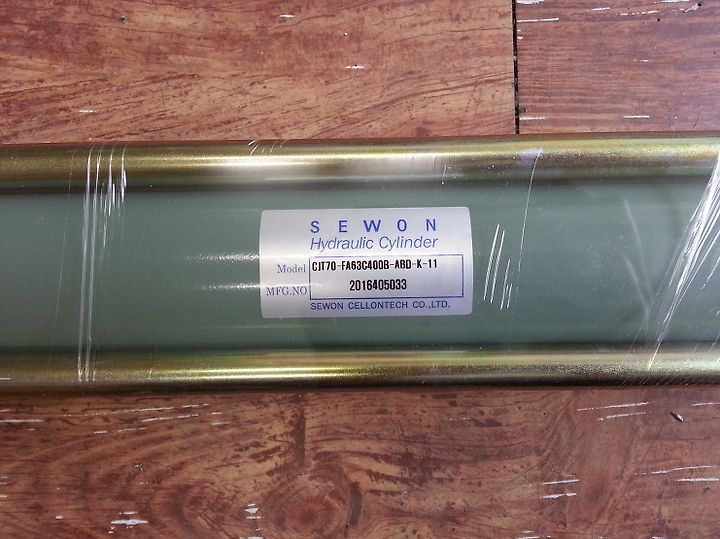 SEWON
Hydraulic Cylinder
Model CJT70-FA63C400B-ABD-K-11
MFG.NO 2016405033
SEWON CELLONTECH CO.,LTD.